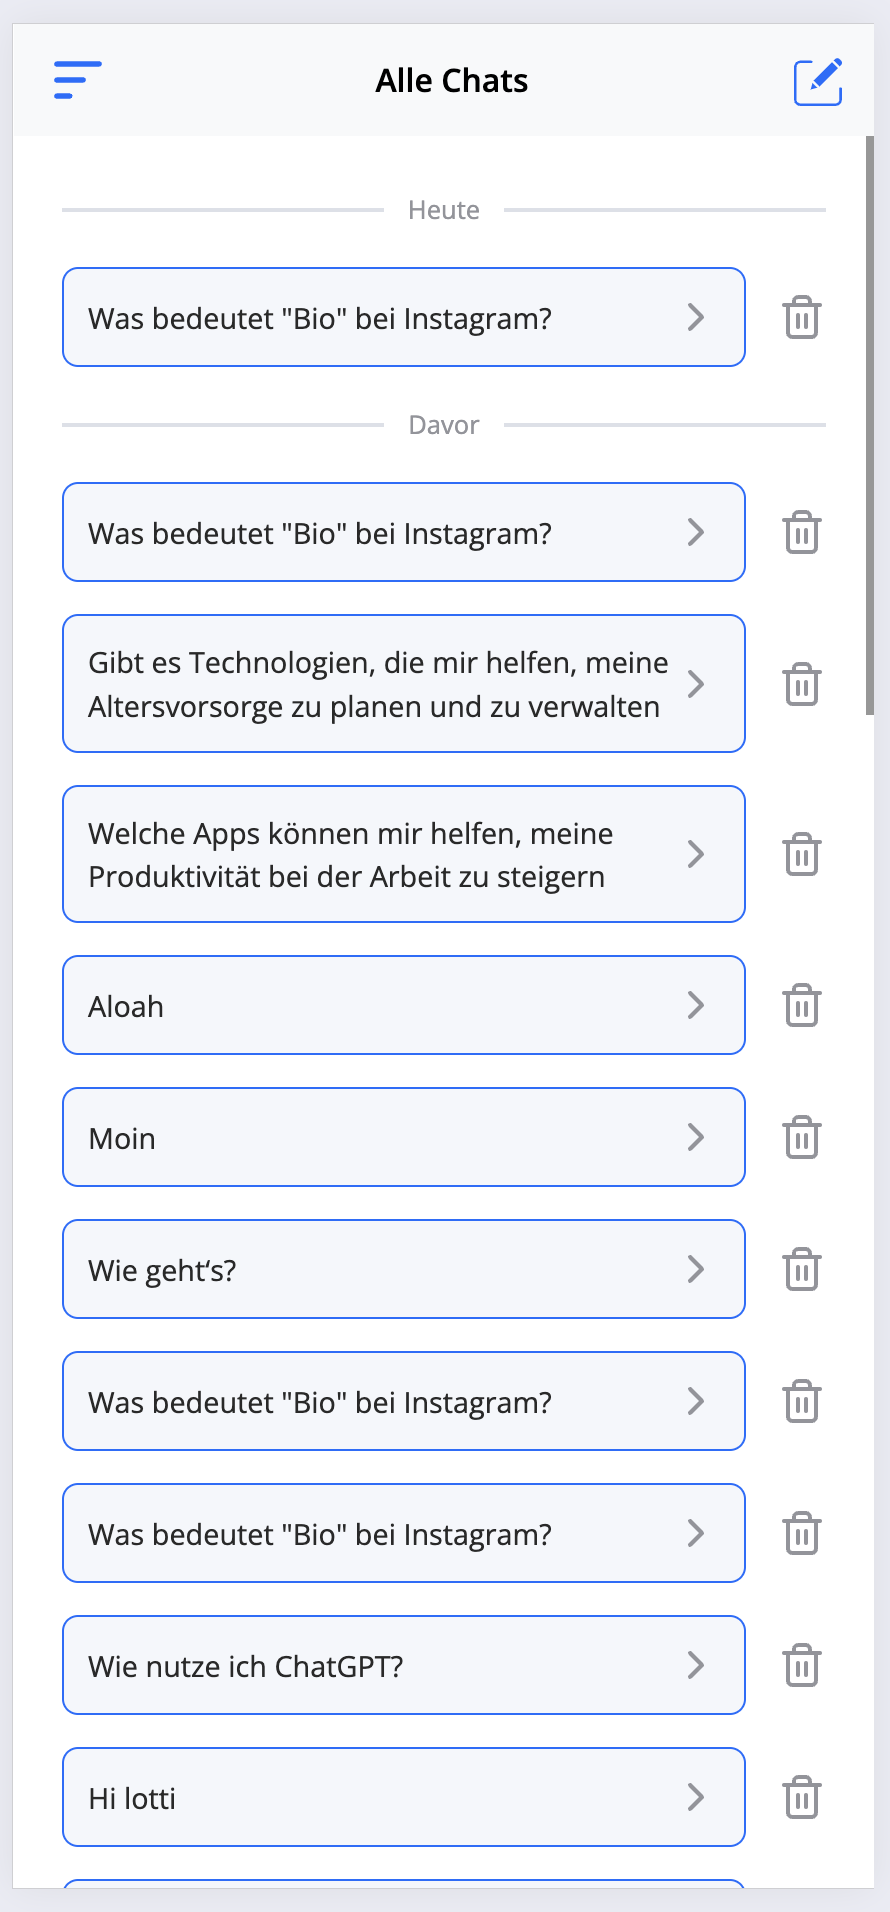 Alle Chats
Heute
Was bedeutet "Bio" bei Instagram?
Davor
Was bedeutet "Bio" bei Instagram?
Gibt es Technologien, die mir helfen, meine
Altersvorsorge zu planen und zu verwalten
Welche Apps können mir helfen, meine
Produktivität bei der Arbeit zu steigern
Aloah
Moin
Wie geht‘s?
Was bedeutet "Bio" bei Instagram?
Was bedeutet "Bio" bei Instagram?
Wie nutze ich ChatGPT?
Hi lotti